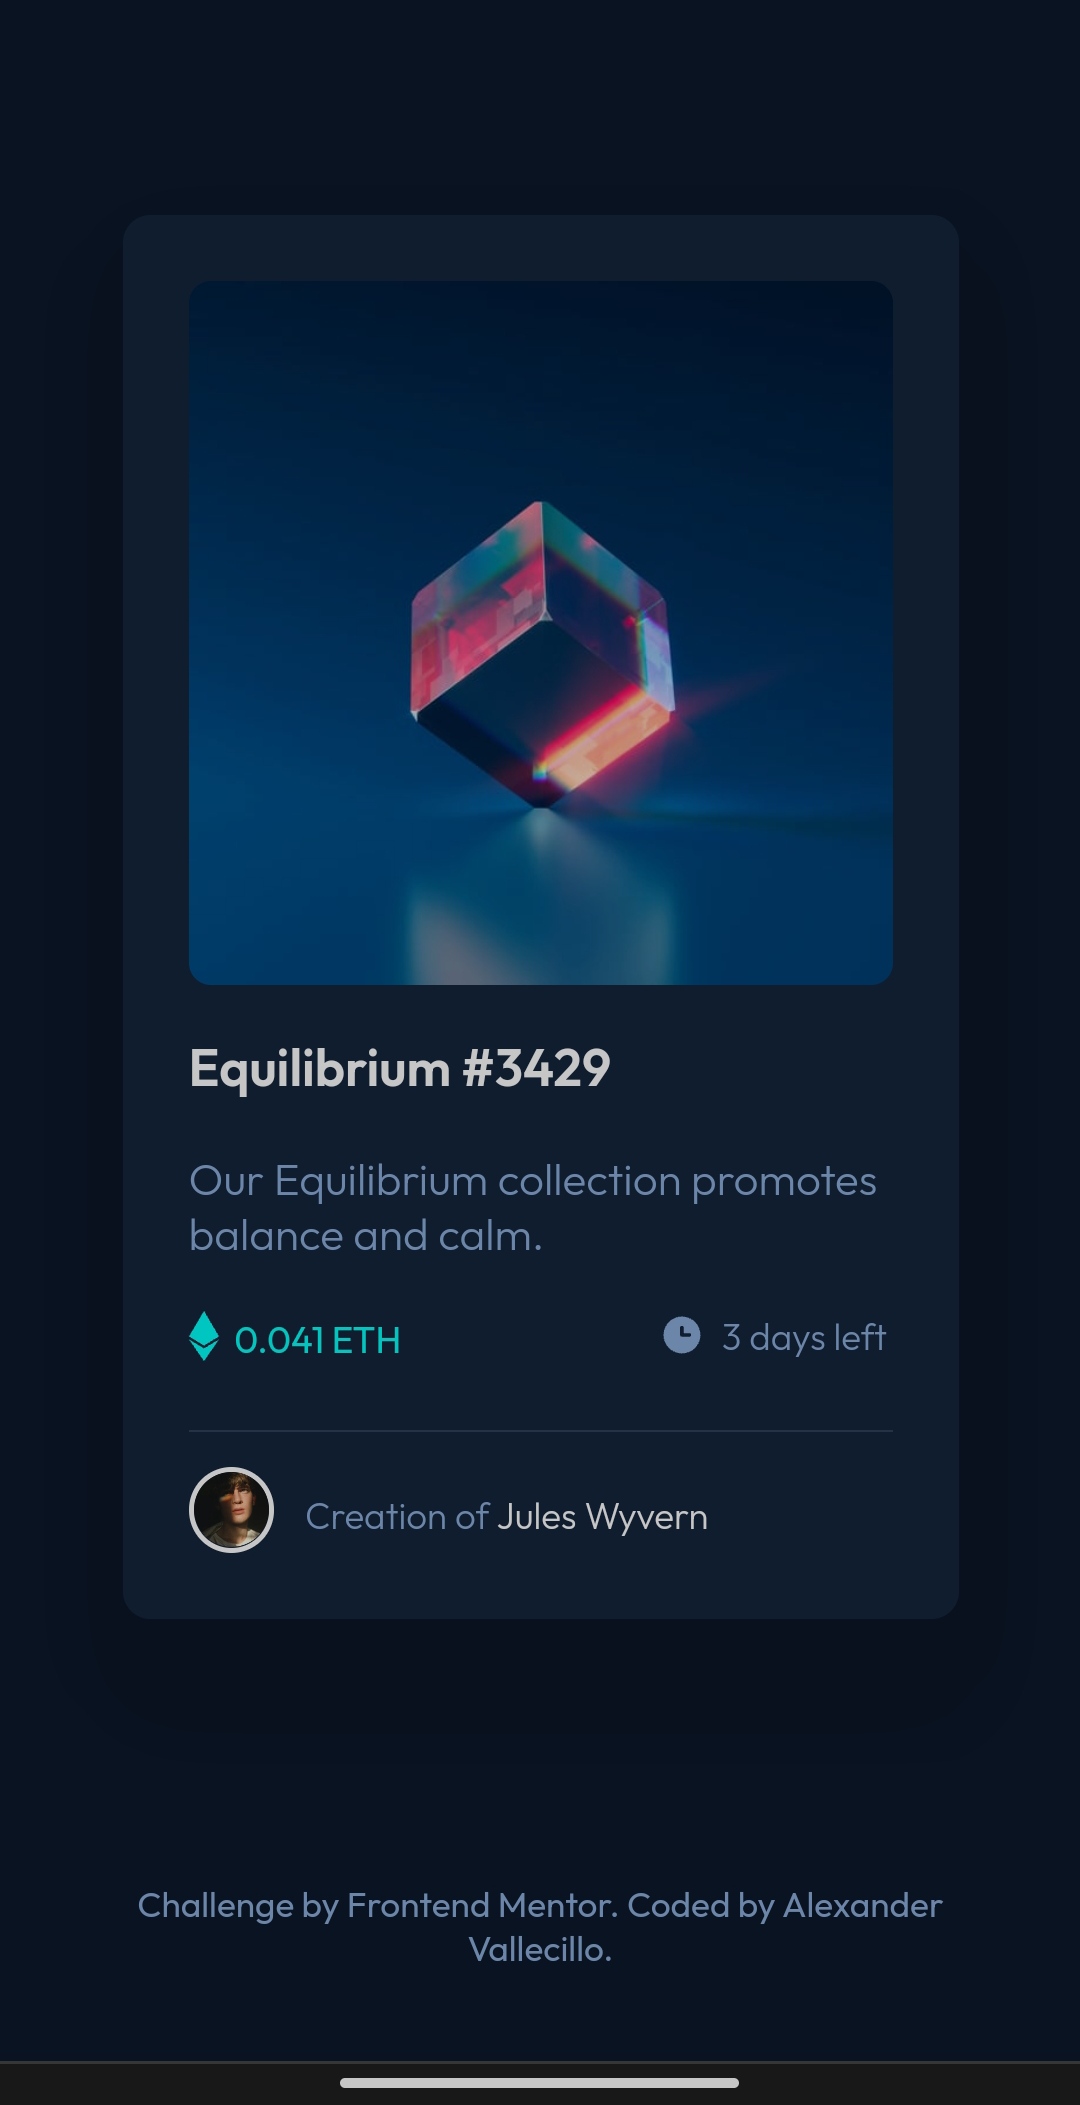 Equilibrium #3429
Our Equilibrium collection promotes
balance and calm.
0.041 ETH
3 days left
Creation of Jules Wyvern
Challenge by Frontend Mentor. Coded by Alexander
Vallecillo.